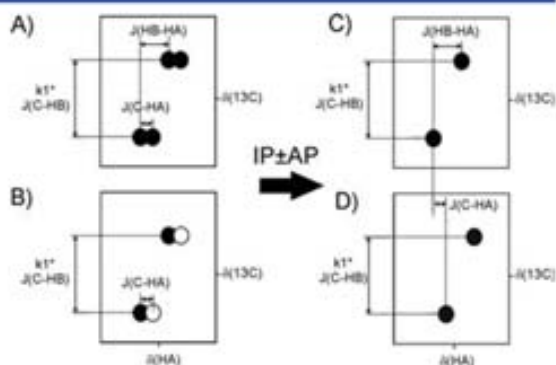 A)
J(HB-HA)
k1*
J(C-HB)
J(C-HA)
δ(13C)
B)
k1*
J(C-HB)
J(C-HA)
δ(13C)
δ(HA)
IP±AP
C)
J(HB-HA)
k1*
J(C-HB)
δ(13C)
D)
J(C-HA)
k1*
J(C-HB)
δ(13C)
δ(HA)